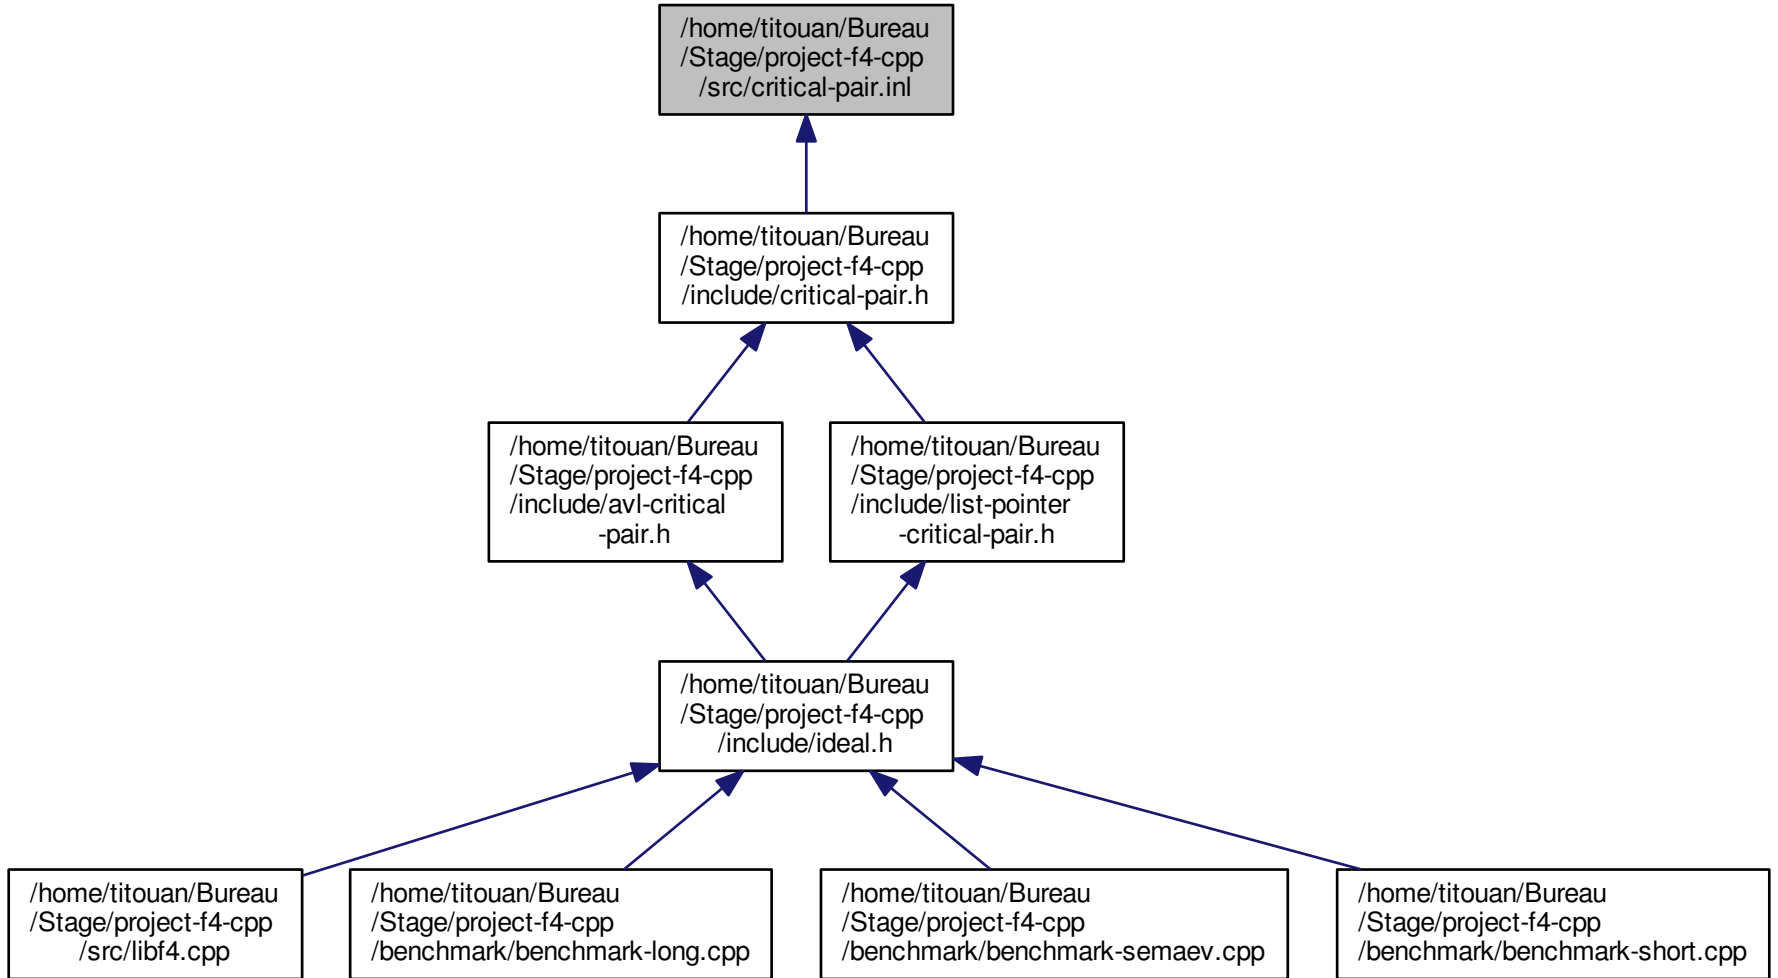 /home/titouan/Bureau
/Stage/project-f4-cpp
/src/critical-pair.inl
/home/titouan/Bureau
/Stage/project-f4-cpp
/include/critical-pair.h
/home/titouan/Bureau
/Stage/project-f4-cpp
/include/avl-critical
-pair.h
/home/titouan/Bureau
/Stage/project-f4-cpp
/include/list-pointer
-critical-pair.h
/home/titouan/Bureau
/Stage/project-f4-cpp
/include/ideal.h
/home/titouan/Bureau
/Stage/project-f4-cpp
/src/libf4.cpp
/home/titouan/Bureau
/Stage/project-f4-cpp
/benchmark/benchmark-long.cpp
/home/titouan/Bureau
/Stage/project-f4-cpp
/benchmark/benchmark-semaev.cpp
/home/titouan/Bureau
/Stage/project-f4-cpp
/benchmark/benchmark-short.cpp